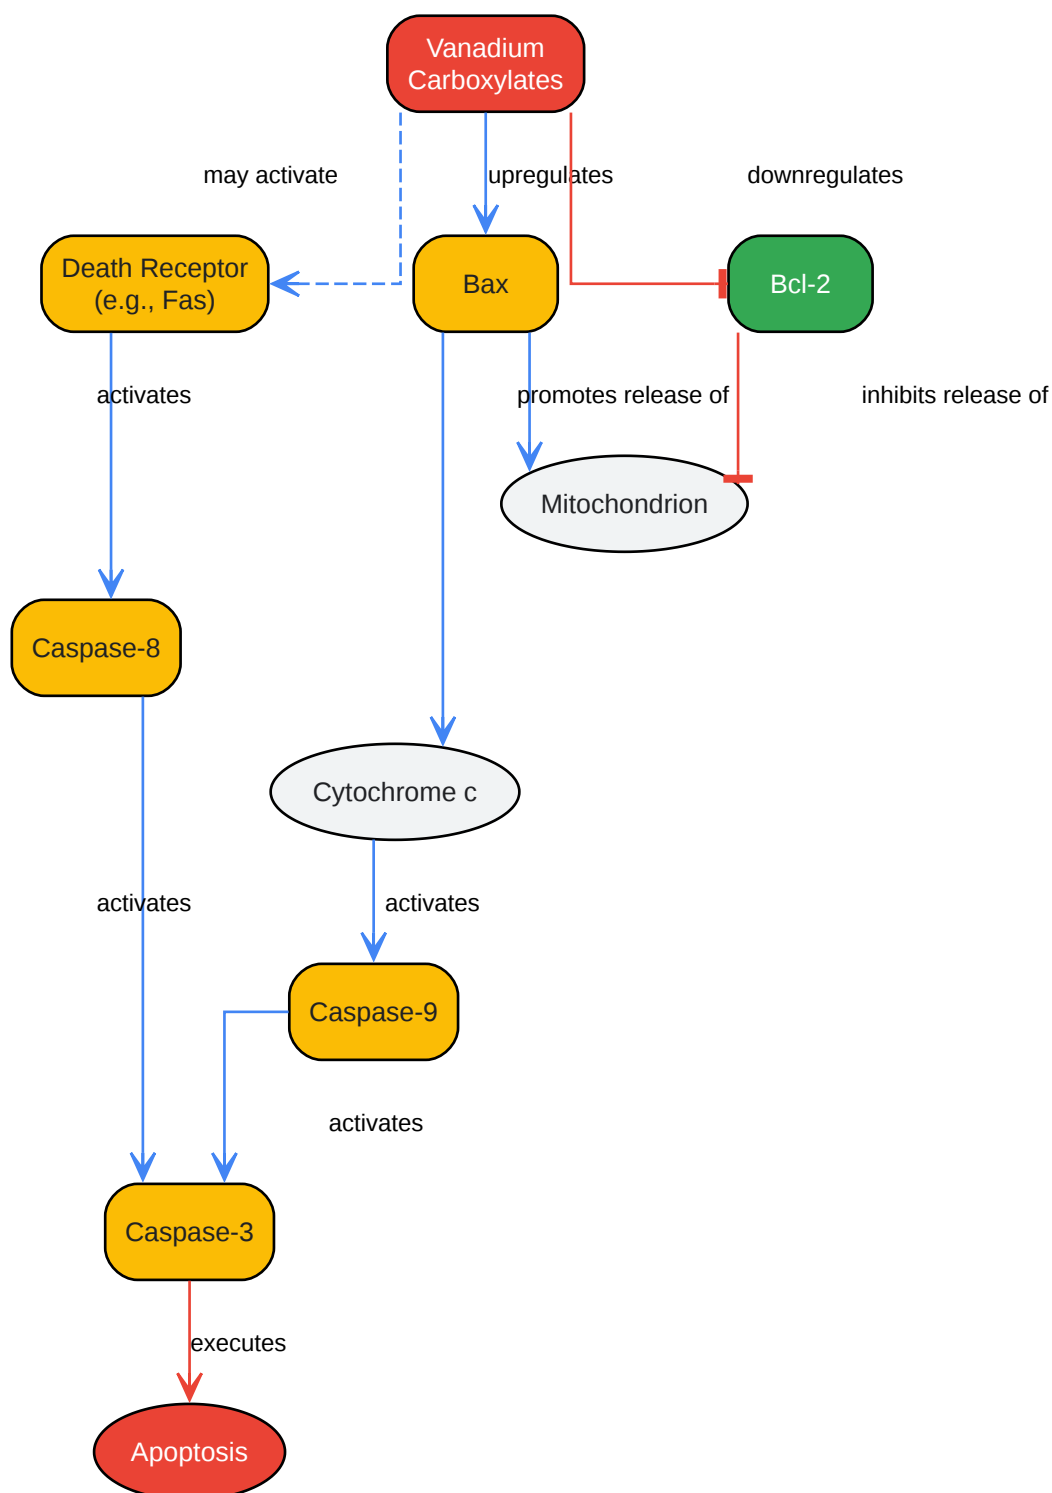 Vanadium
Carboxylates
may activate
upregulates
downregulates
Death Receptor
(e.g., Fas)
Bax
Bcl-2
activates
promotes release of
inhibits release of
Mitochondrion
Caspase-8
Cytochrome c
activates
activates
Caspase-9
activates
Caspase-3
executes
Apoptosis